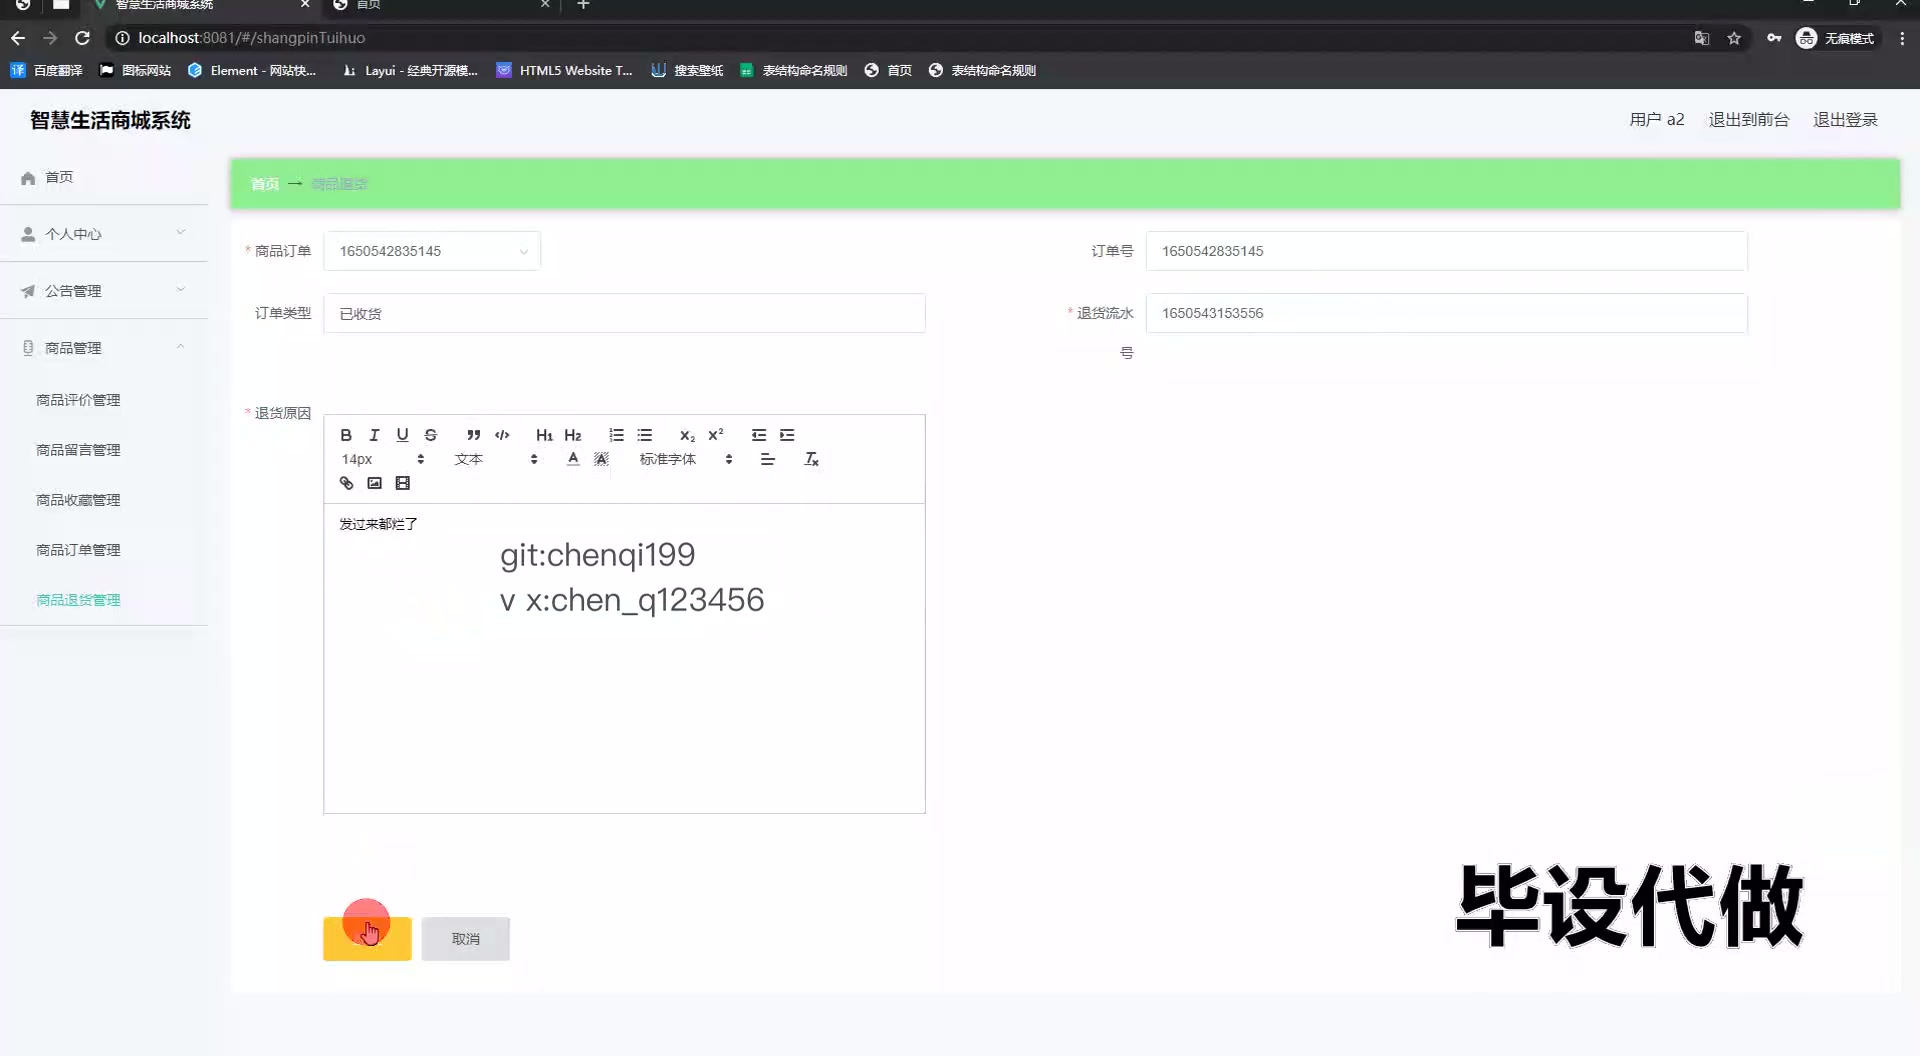 智慧生活商城系统
首页
localhost:8081/#/shangpinTuihuo
无痕模式
百度翻译
图标网站
Element - 网站快...
Layui - 经典开源模...
HTML5 Website T...
搜索壁纸
表结构命名规则
首页
表结构命名规则
智慧生活商城系统
用户 a2
退出到前台
退出登录
首页
个人中心
公告管理
商品管理
商品评价管理
商品留言管理
商品收藏管理
商品订单管理
商品退货管理
首页 → 商品退货
* 商品订单
1650542835145
订单号
1650542835145
订单类型
已收货
* 退货流水
号
1650543153556
* 退货原因
14px
文本
标准字体
发过来都烂了
git:chenqi199
v x:chen_q123456
取消
毕设代做